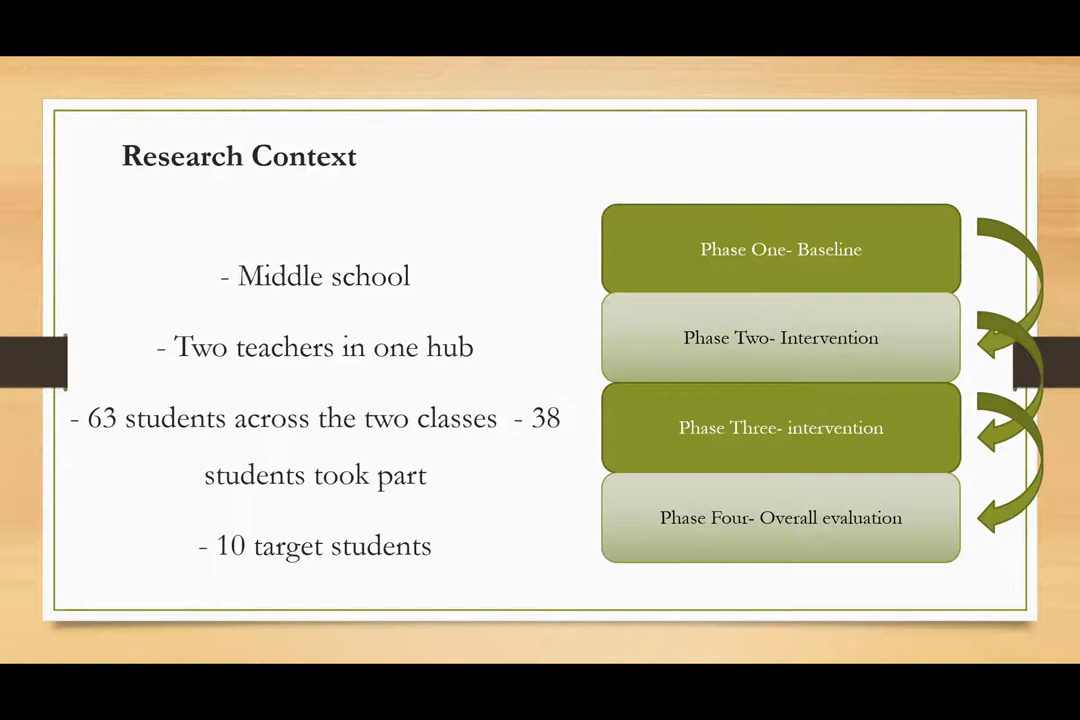 Research Context
- Middle school
- Two teachers in one hub
- 63 students across the two classes - 38
students took part
- 10 target students
Phase One- Baseline
Phase Two- Intervention
Phase Three- intervention
Phase Four- Overall evaluation